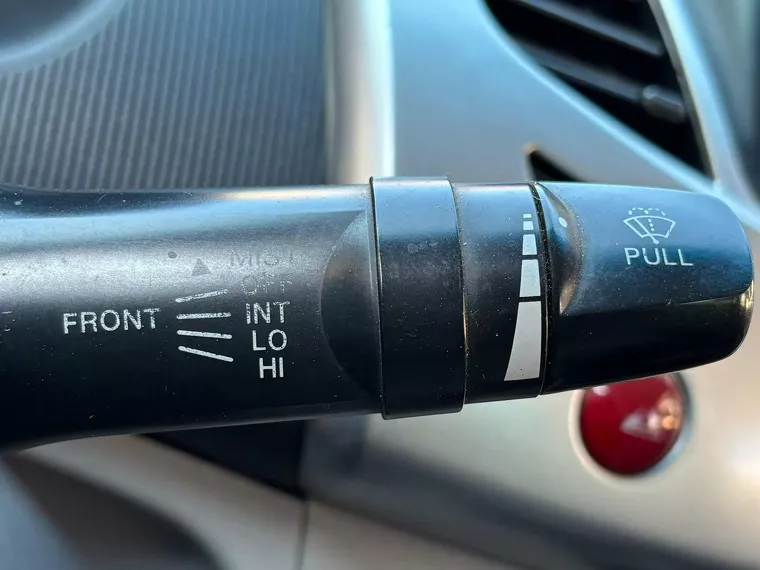 MIST
OFF
FRONT INT
LO
HI
PULL